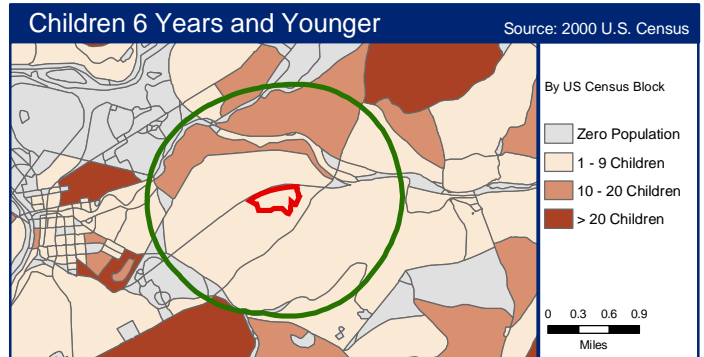 Children 6 Years and Younger
Source: 2000 U.S. Census
By US Census Block
Zero Population
1 - 9 Children
10 - 20 Children
> 20 Children
0 0.3 0.6 0.9
Miles